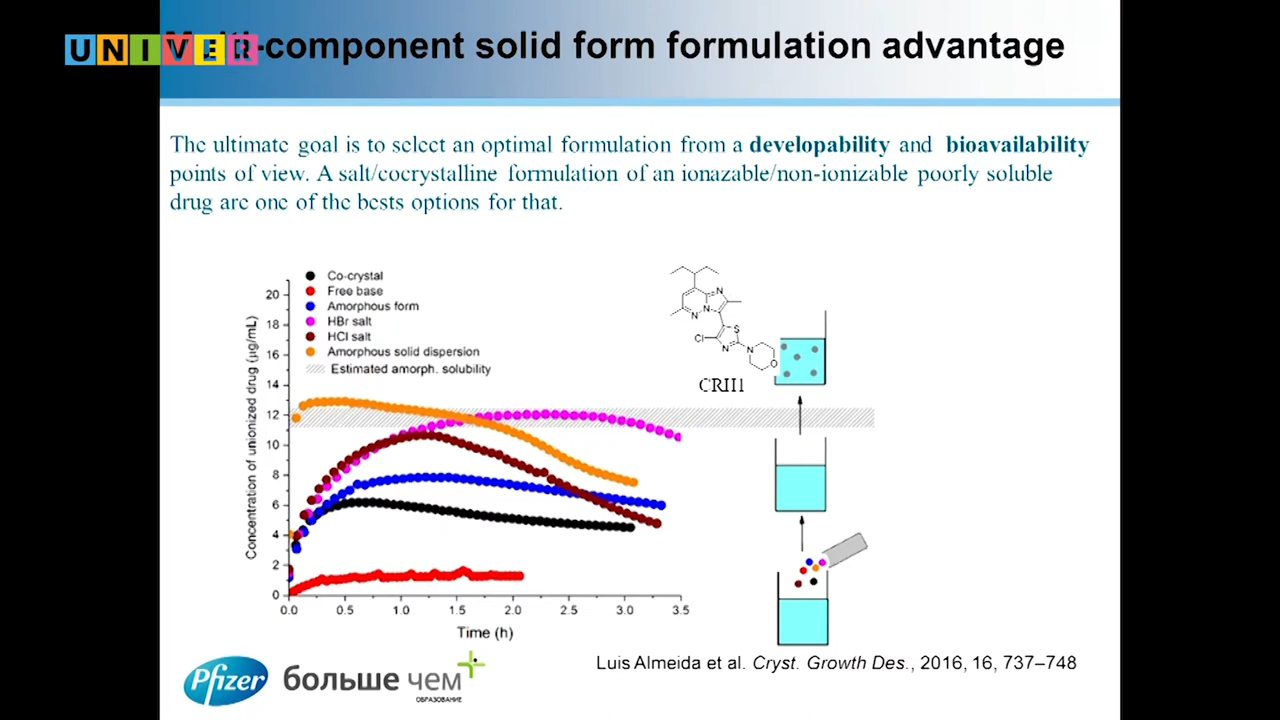 UNIVER
Multi-component solid form formulation advantage
The ultimate goal is to select an optimal formulation from a developability and bioavailability
points of view. A salt/cocrystalline formulation of an ionazable/non-ionizable poorly soluble
drug are one of the bests options for that.
Co-crystal
Free base
Amorphous form
HBr salt
HCl salt
Amorphous solid dispersion
Estimated amorph. solubility
Concentration of unionized drug (µg/mL)
20
18
16
14
12
10
8
6
4
2
0
0.0 0.5 1.0 1.5 2.0 2.5 3.0 3.5
Time (h)
N
N
N
S
Cl
N
N
O
CRH1
Pfizer
больше чем
ОБРАЗОВАНИЕ
Luis Almeida et al. Cryst. Growth Des., 2016, 16, 737–748